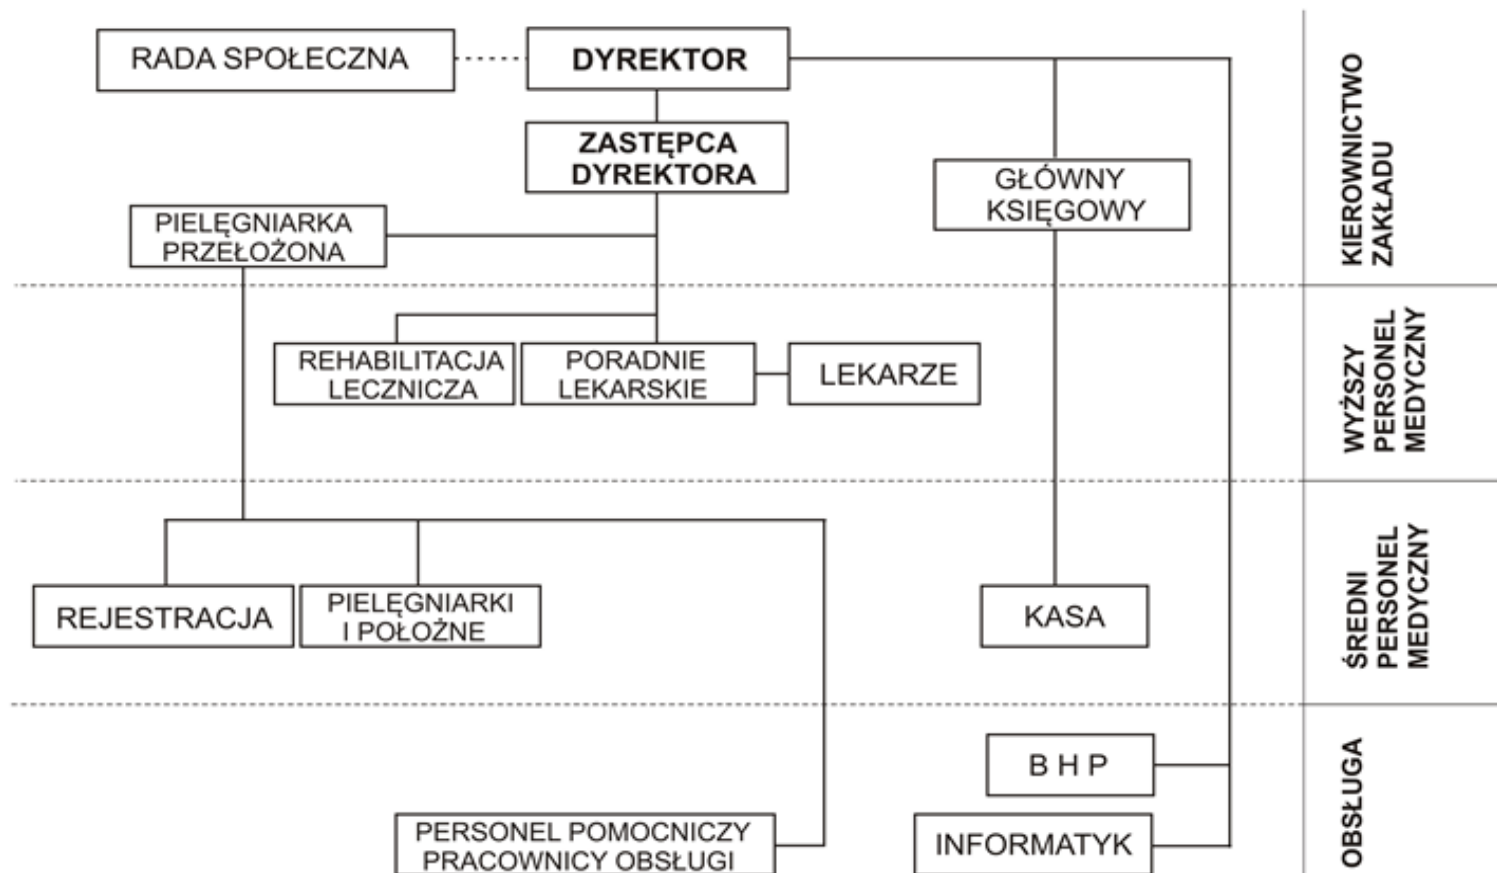 RADA SPOŁECZNA
DYREKTOR
ZASTĘPCA
DYREKTORA
GŁÓWNY
KSIĘGOWY
PIELĘGNIARKA
PRZEŁOŻONA
KIEROWNICTWO
ZAKŁADU
REHABILITACJA
LECZNICZA
PORADNIE
LEKARSKIE
LEKARZE
WYŻSZY
PERSONEL
MEDYCZNY
REJESTRACJA
PIELĘGNIARKI
I POŁOŻNE
KASA
ŚREDNI
PERSONEL
MEDYCZNY
B H P
PERSONEL POMOCNICZY
PRACOWNICY OBSŁUGI
INFORMATYK
OBSŁUGA